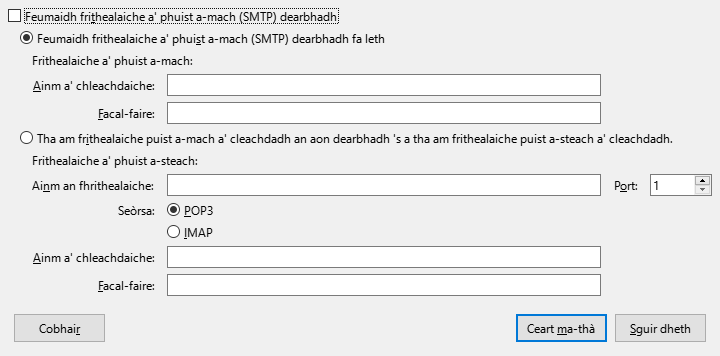 Feumaidh frithealaiche a' phuist a-mach (SMTP) dearbhadh
Feumaidh frithealaiche a' phuist a-mach (SMTP) dearbhadh fa leth
Frithealaiche a' phuist a-mach:
Ainm a' chleachdaiche:
Facal-faire:
Tha am frithealaiche puist a-mach a' cleachdadh an aon dearbhadh 's a tha am frithealaiche puist a-steach a' cleachdadh.
Frithealaiche a' phuist a-steach:
Ainm an fhrithealaiche: Port: 1
Seòrsa: POP3
IMAP
Ainm a' chleachdaiche:
Facal-faire:
Cobhair Ceart ma-thà Sguir dheth